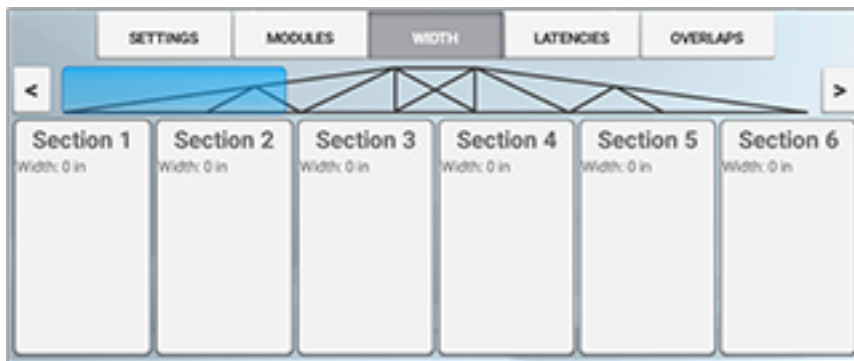 SETTINGS MODULES WIDTH LATENCIES OVERLAPS
< >
Section 1 Section 2 Section 3 Section 4 Section 5 Section 6
Width: 0 in Width: 0 in Width: 0 in Width: 0 in Width: 0 in Width: 0 in